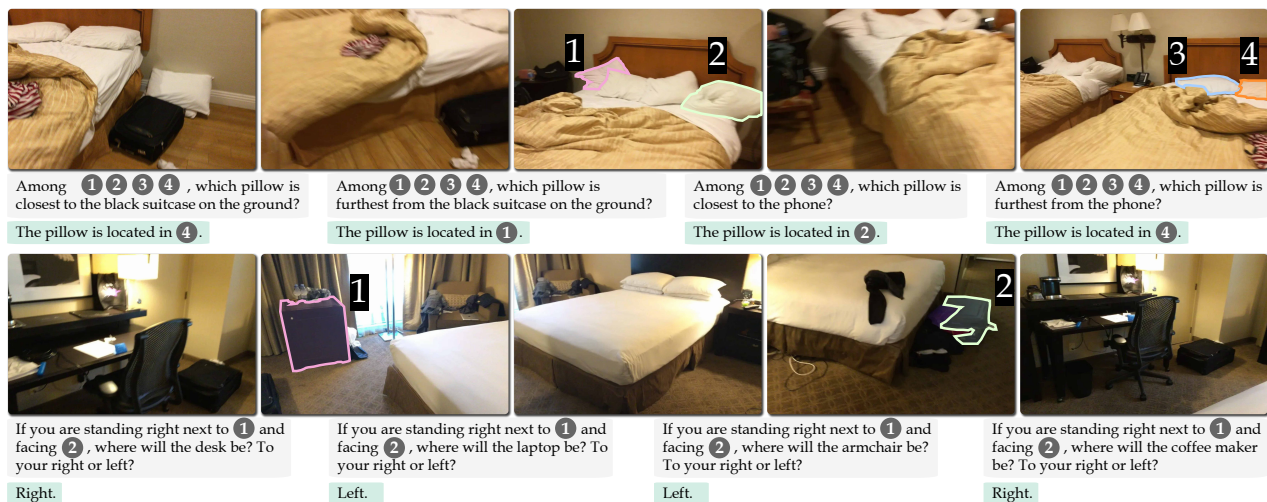 1
2
3
4
Among 1 2 3 4 , which pillow is
closest to the black suitcase on the ground?
The pillow is located in 4 .
Among 1 2 3 4 , which pillow is
furthest from the black suitcase on the ground?
The pillow is located in 1 .
Among 1 2 3 4 , which pillow is
closest to the phone?
The pillow is located in 2 .
Among 1 2 3 4 , which pillow is
furthest from the phone?
The pillow is located in 4 .
1
2
If you are standing right next to 1 and
facing 2 , where will the desk be? To
your right or left?
Right.
If you are standing right next to 1 and
facing 2 , where will the laptop be? To
your right or left?
Left.
If you are standing right next to 1 and
facing 2 , where will the armchair be?
To your right or left?
Left.
If you are standing right next to 1 and
facing 2 , where will the coffee maker
be? To your right or left?
Right.